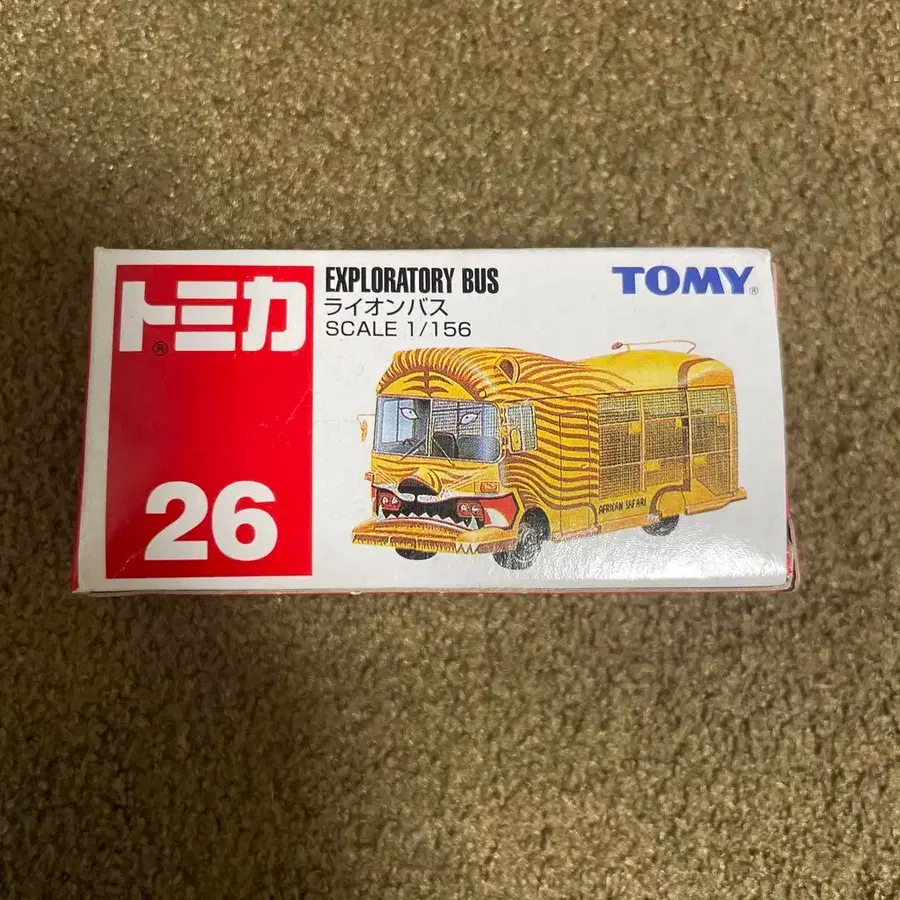 トミカ®
26
EXPLORATORY BUS
ライオンバス
SCALE 1/156
TOMY®
AFRICAN SAFARI